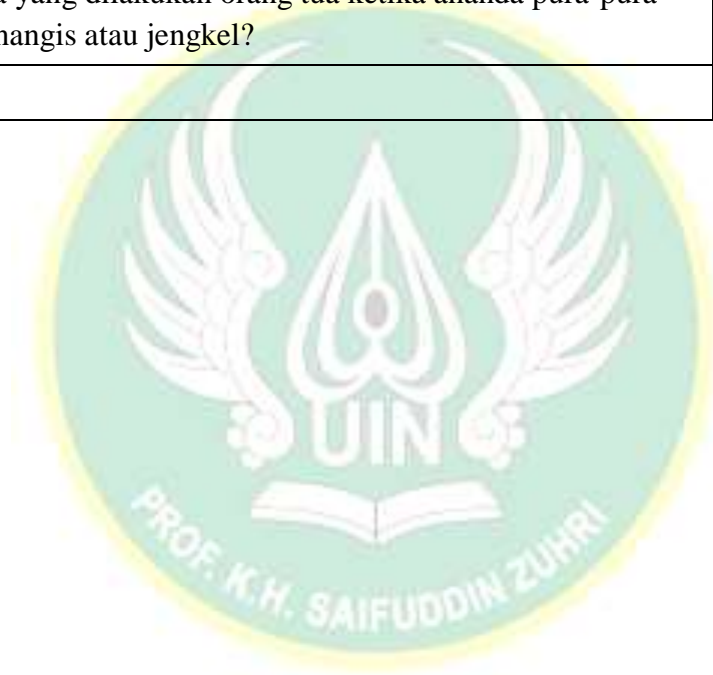 yang dilakukan orang tua ketika ananda pura-pura
nangis atau jengkel?
UIN
PROF. K.H. SAIFUDDIN ZUHRI